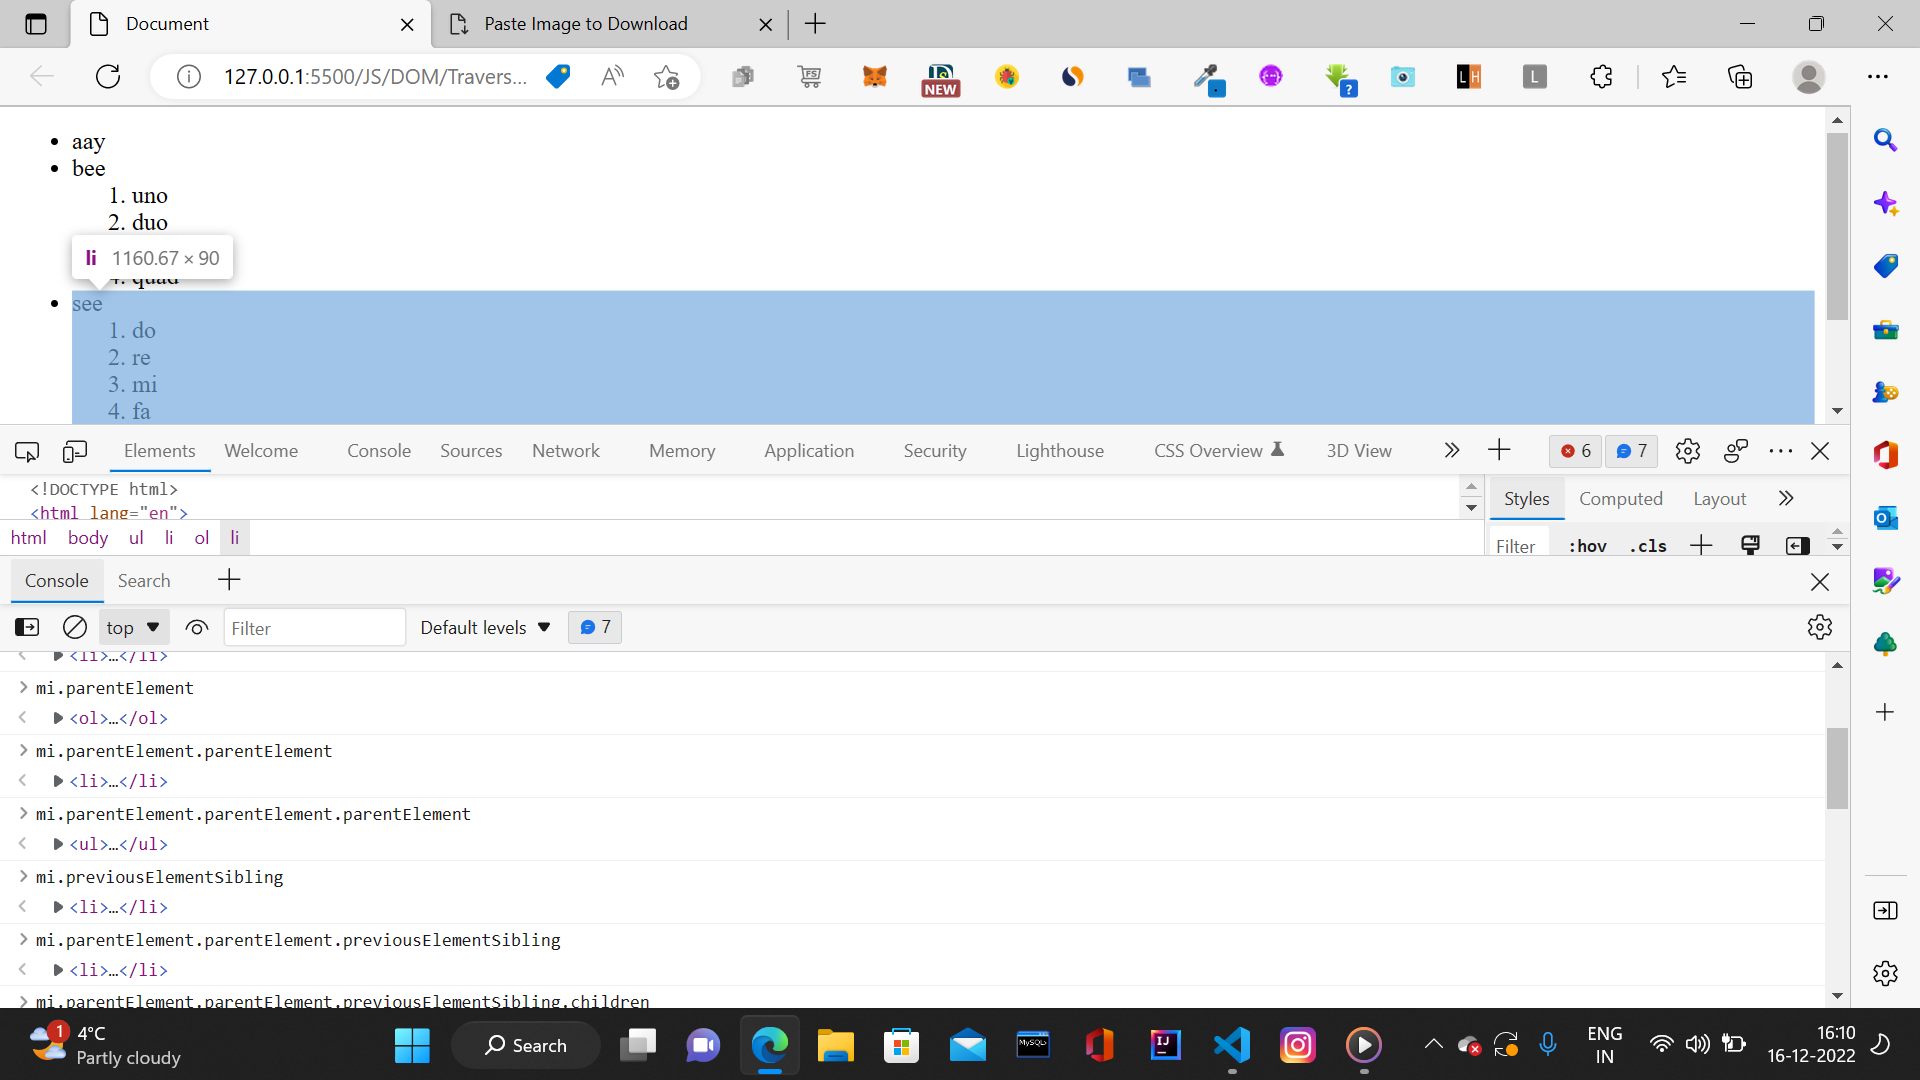 Document
Paste Image to Download
127.0.0.1:5500/JS/DOM/Travers...
FS
NEW
?
LH
L
• aay
• bee
1. uno
2. duo
li 1160.67 × 90
4. quad
• see
1. do
2. re
3. mi
4. fa
Elements Welcome Console Sources Network Memory Application Security Lighthouse CSS Overview 3D View 6 7
<!DOCTYPE html>
<html lang="en">
Styles Computed Layout
html body ul li ol li
Filter :hov .cls
Console Search
top Filter Default levels 7
<li>…</li>
mi.parentElement
<ol>…</ol>
mi.parentElement.parentElement
<li>…</li>
mi.parentElement.parentElement.parentElement
<ul>…</ul>
mi.previousElementSibling
<li>…</li>
mi.parentElement.parentElement.previousElementSibling
<li>…</li>
mi.parentElement.parentElement.previousElementSibling.children
1
4°C
Partly cloudy
Search
MySQL>
IJ
ENG
IN
16:10
16-12-2022